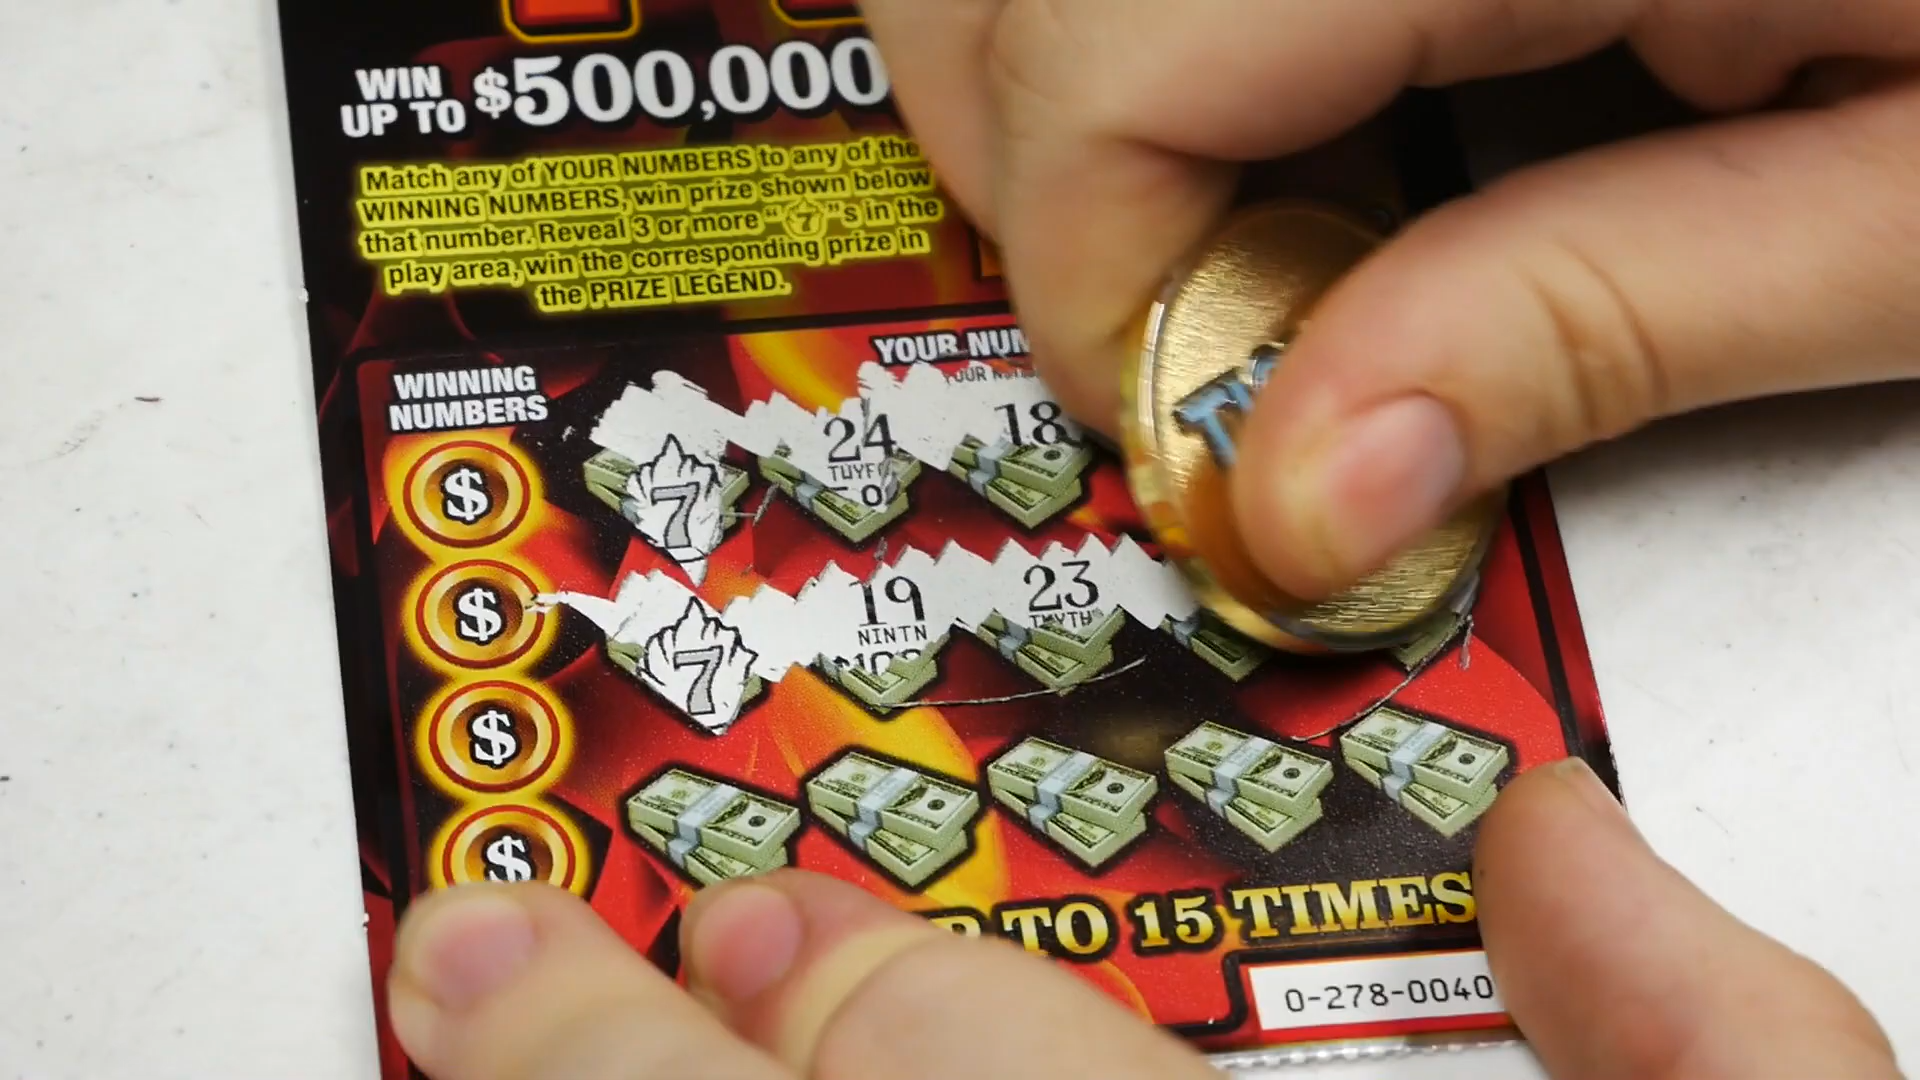 WIN
UP TO $500,000
Match any of YOUR NUMBERS to any of the
WINNING NUMBERS, win prize shown below
that number. Reveal 3 or more "7"s in the
play area, win the corresponding prize in
the PRIZE LEGEND.
YOUR NUM
YOUR
WINNING
NUMBERS
7 24 18
$
7 19 23
NINTN
$
$
$
TO 15 TIMES
0-278-0040